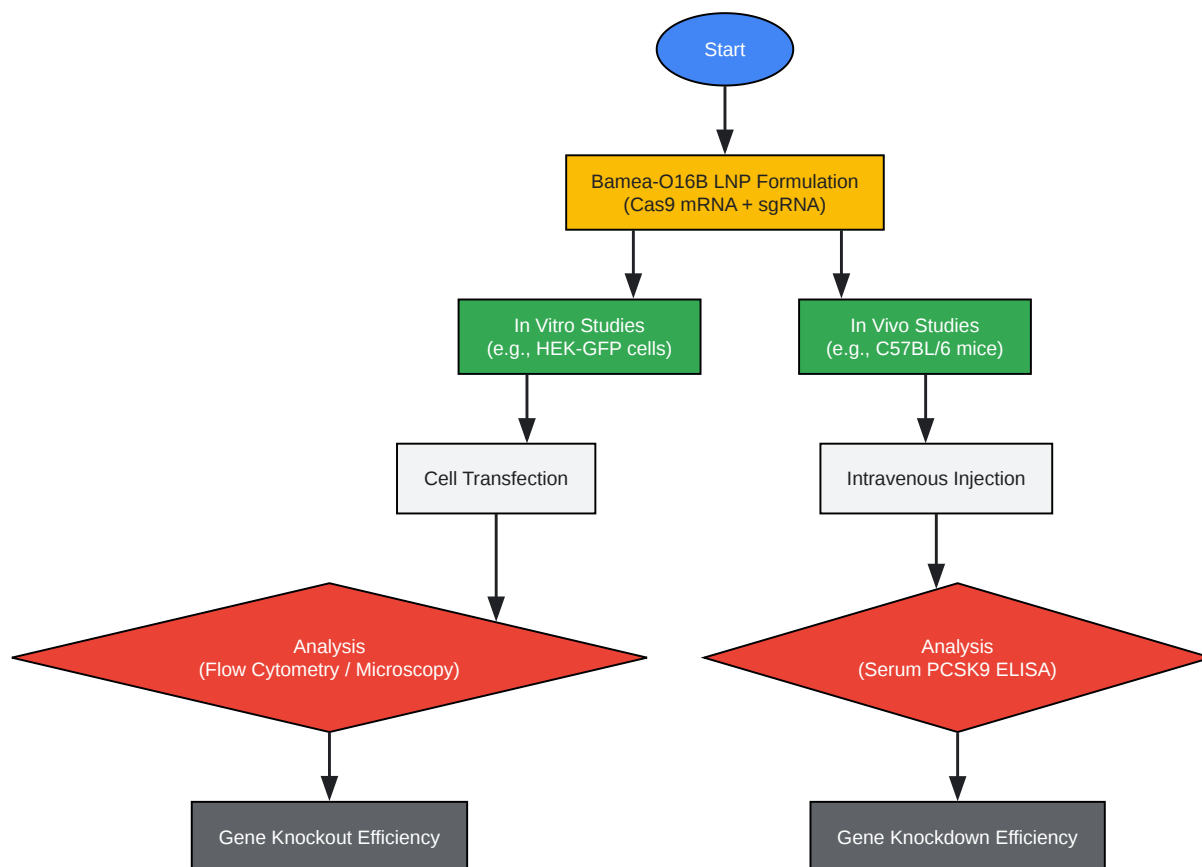 Start
Bamea-O16B LNP Formulation
(Cas9 mRNA + sgRNA)
In Vitro Studies
(e.g., HEK-GFP cells)
In Vivo Studies
(e.g., C57BL/6 mice)
Cell Transfection
Intravenous Injection
Analysis
(Flow Cytometry / Microscopy)
Analysis
(Serum PCSK9 ELISA)
Gene Knockout Efficiency
Gene Knockdown Efficiency